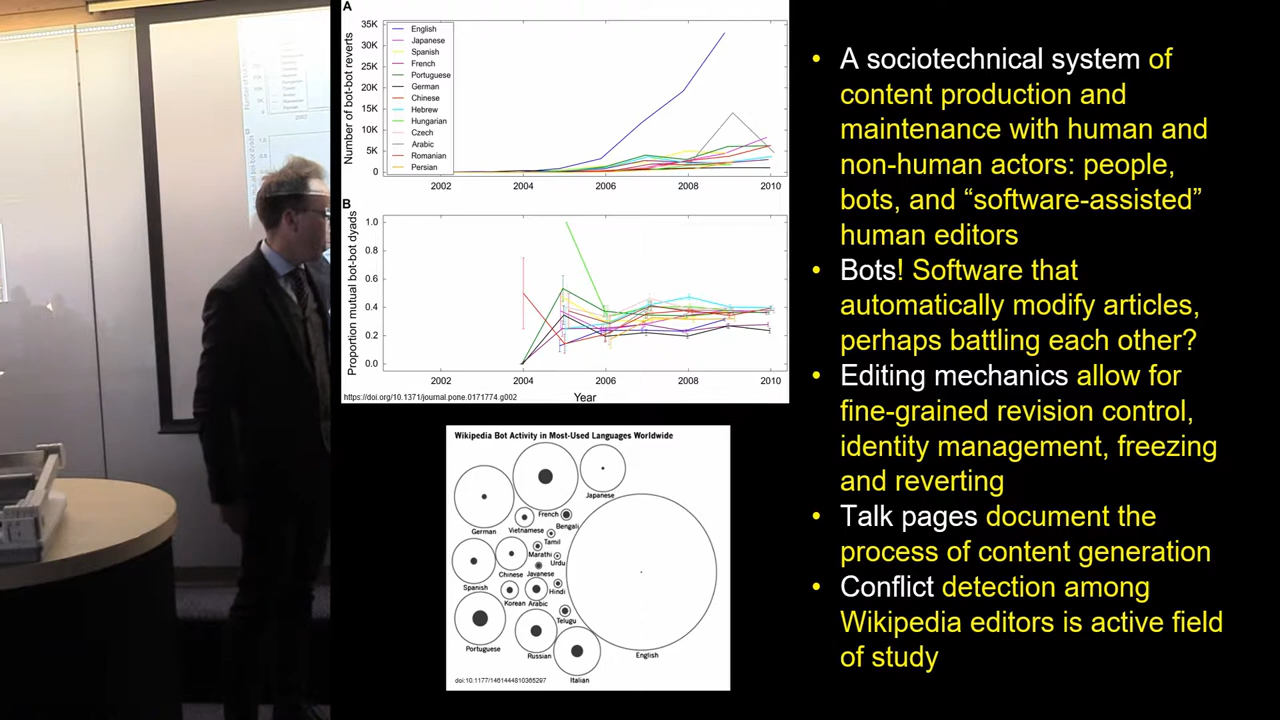 A
Number of bot-bot reverts
35K
30K
25K
20K
15K
10K
5K
0
English
Japanese
Spanish
French
Portuguese
German
Chinese
Hebrew
Hungarian
Czech
Arabic
Romanian
Persian
2002 2004 2006 2008 2010
B
Proportion mutual bot-bot dyads
1.0
0.8
0.6
0.4
0.2
0.0
2002 2004 2006 2008 2010
https://doi.org/10.1371/journal.pone.0171774.g002
Year
Wikipedia Bot Activity in Most-Used Languages Worldwide
Japanese
German
Vietnamese
French
Bengali
Tamil
Marathi
Urdu
Spanish
Chinese
Javanese
Hindi
Korean
Arabic
Telugu
Portuguese
Russian
Italian
English
doi:10.1177/1461444810365297
• A sociotechnical system of
content production and
maintenance with human and
non-human actors: people,
bots, and “software-assisted”
human editors
• Bots! Software that
automatically modify articles,
perhaps battling each other?
• Editing mechanics allow for
fine-grained revision control,
identity management, freezing
and reverting
• Talk pages document the
process of content generation
• Conflict detection among
Wikipedia editors is active field
of study